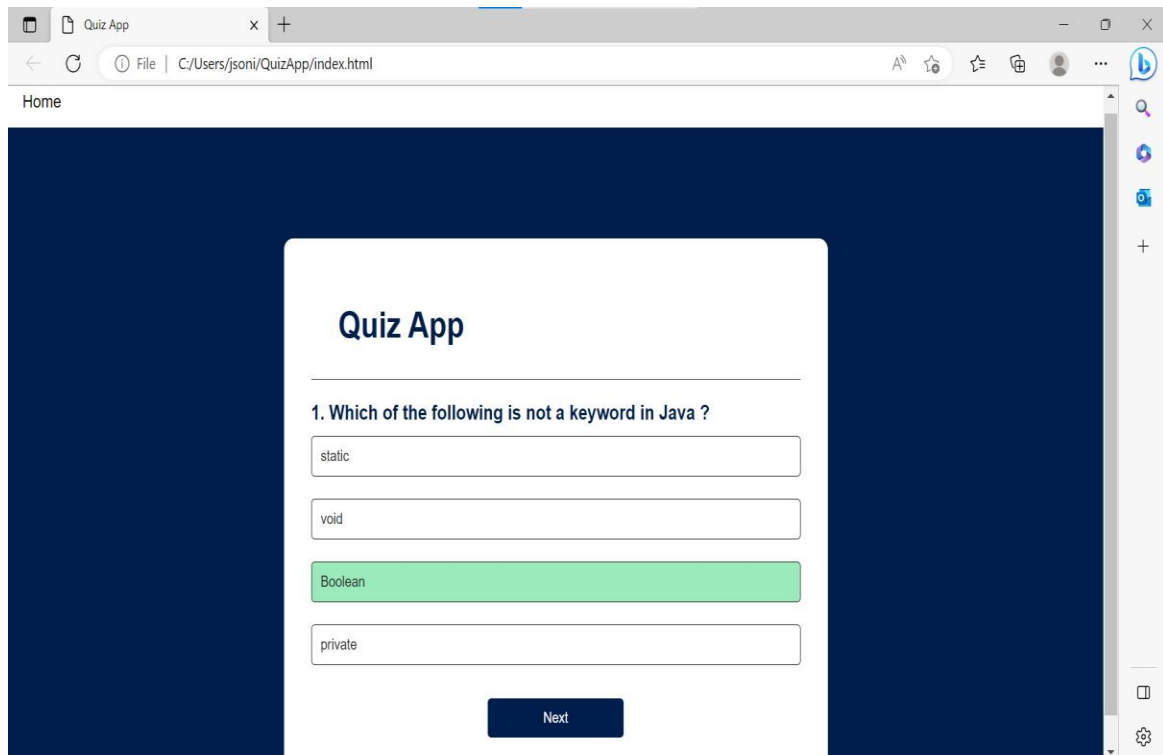 Quiz App
File | C:/Users/jsoni/QuizApp/index.html
Home
Quiz App
1. Which of the following is not a keyword in Java ?
static
void
Boolean
private
Next